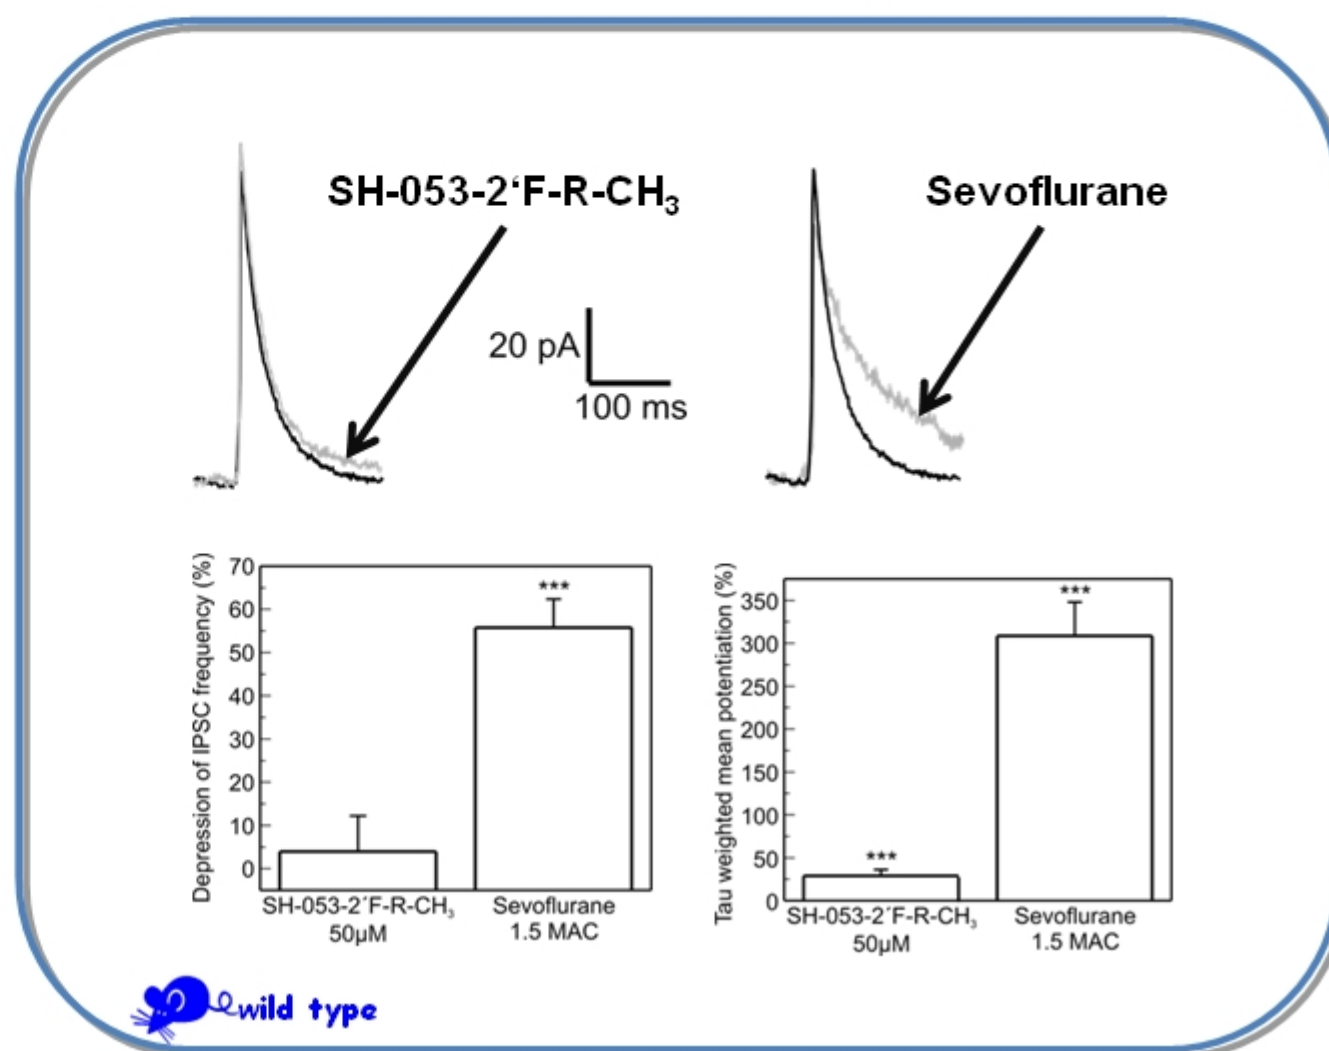 SH-053-2‘F-R-CH₃
Sevoflurane
20 pA
100 ms
Depression of IPSC frequency (%)
70
60
50
40
30
20
10
0
***
SH-053-2´F-R-CH₃
50µM
Sevoflurane
1.5 MAC
Tau weighted mean potentiation (%)
350
300
250
200
150
100
50
0
***
***
SH-053-2´F-R-CH₃
50µM
Sevoflurane
1.5 MAC
wild type